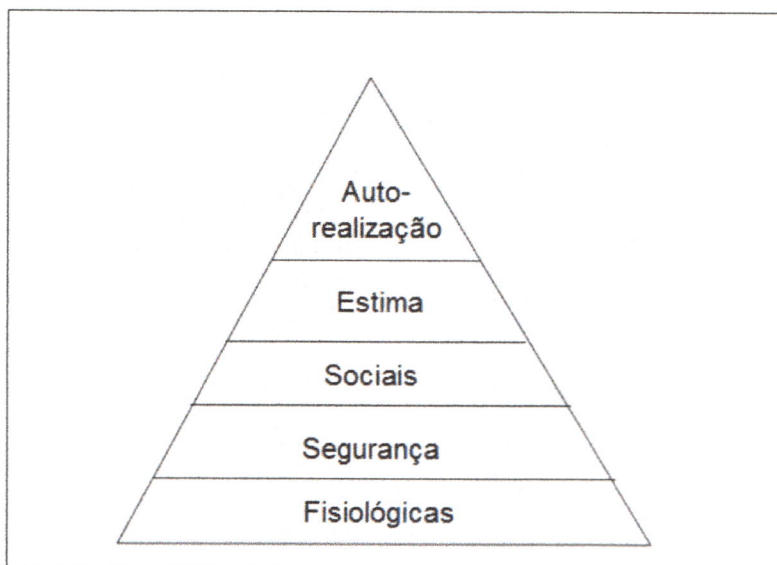 Auto-
realização
Estima
Sociais
Segurança
Fisiológicas